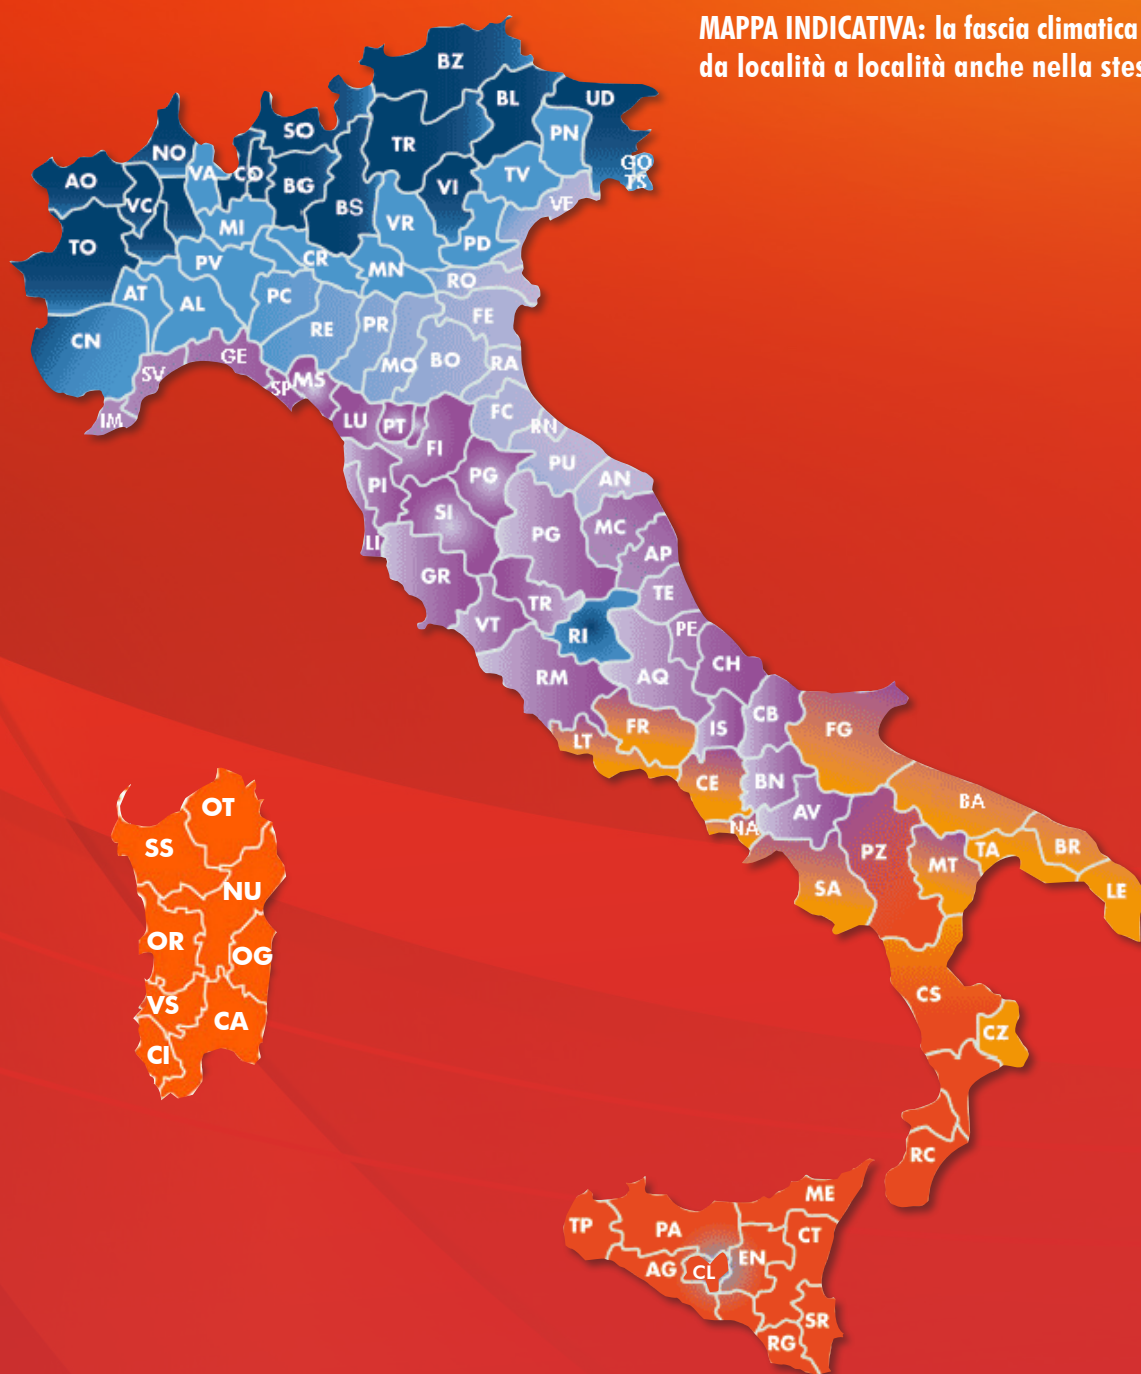 MAPPA INDICATIVA: la fascia climatica
da località a località anche nella stes
BZ
BL
UD
SO
PN
TR
NO
GO
VA
CO
TV
TS
AO
BG
VI
VC
BS
VE
VR
MI
TO
PD
CR
PV
MN
RO
AT
PC
AL
FE
RE
PR
CN
GE
BO
RA
MO
SV
SP
MS
FC
IM
LU
PT
RN
FI
PU
PG
AN
PI
SI
MC
PG
LI
AP
GR
TE
TR
VT
PE
RI
CH
RM
AQ
CB
FR
IS
FG
LT
CE
BN
BA
AV
NA
BR
PZ
TA
MT
SA
LE
OT
SS
NU
OR
OG
CS
VS
CA
CZ
CI
RC
ME
TP
PA
CT
EN
AG
CL
SR
RG